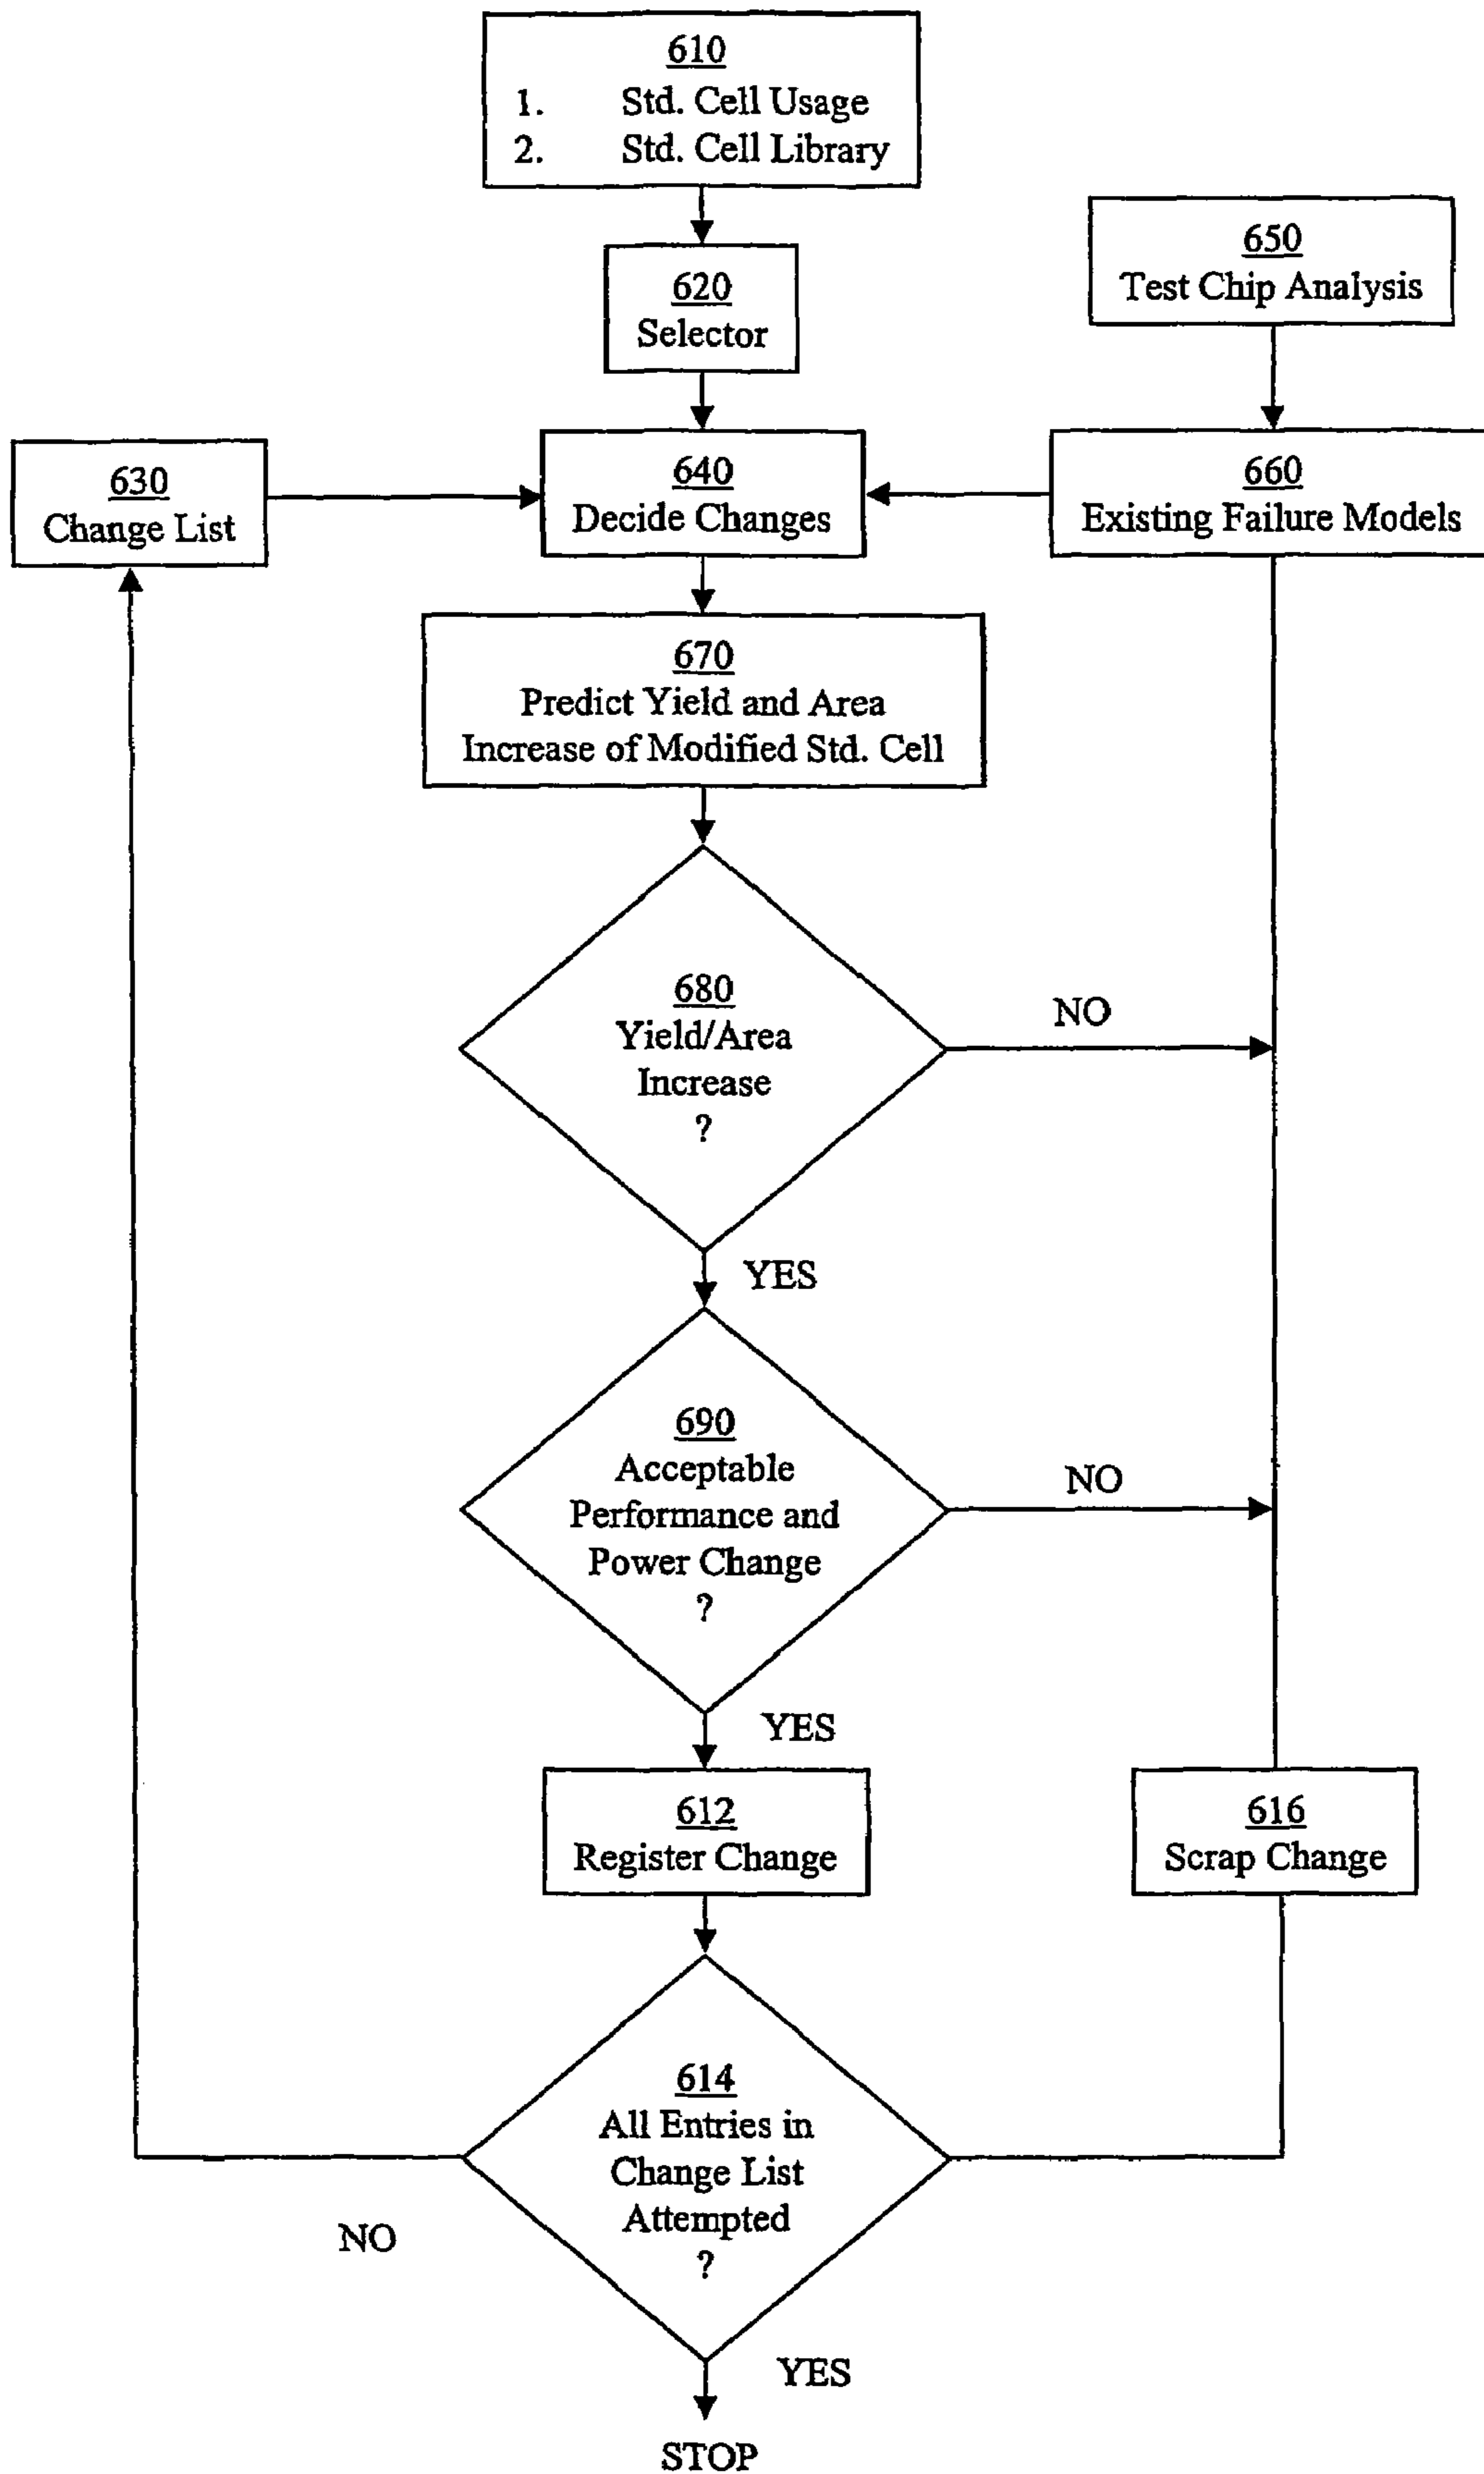 610
1. Std. Cell Usage
2. Std. Cell Library
650
Test Chip Analysis
620
Selector
630
Change List
640
Decide Changes
660
Existing Failure Models
670
Predict Yield and Area
Increase of Modified Std. Cell
680
Yield/Area
Increase
?
NO
YES
690
Acceptable
Performance and
Power Change
?
NO
YES
612
Register Change
616
Scrap Change
614
All Entries in
Change List
Attempted
?
NO
YES
STOP